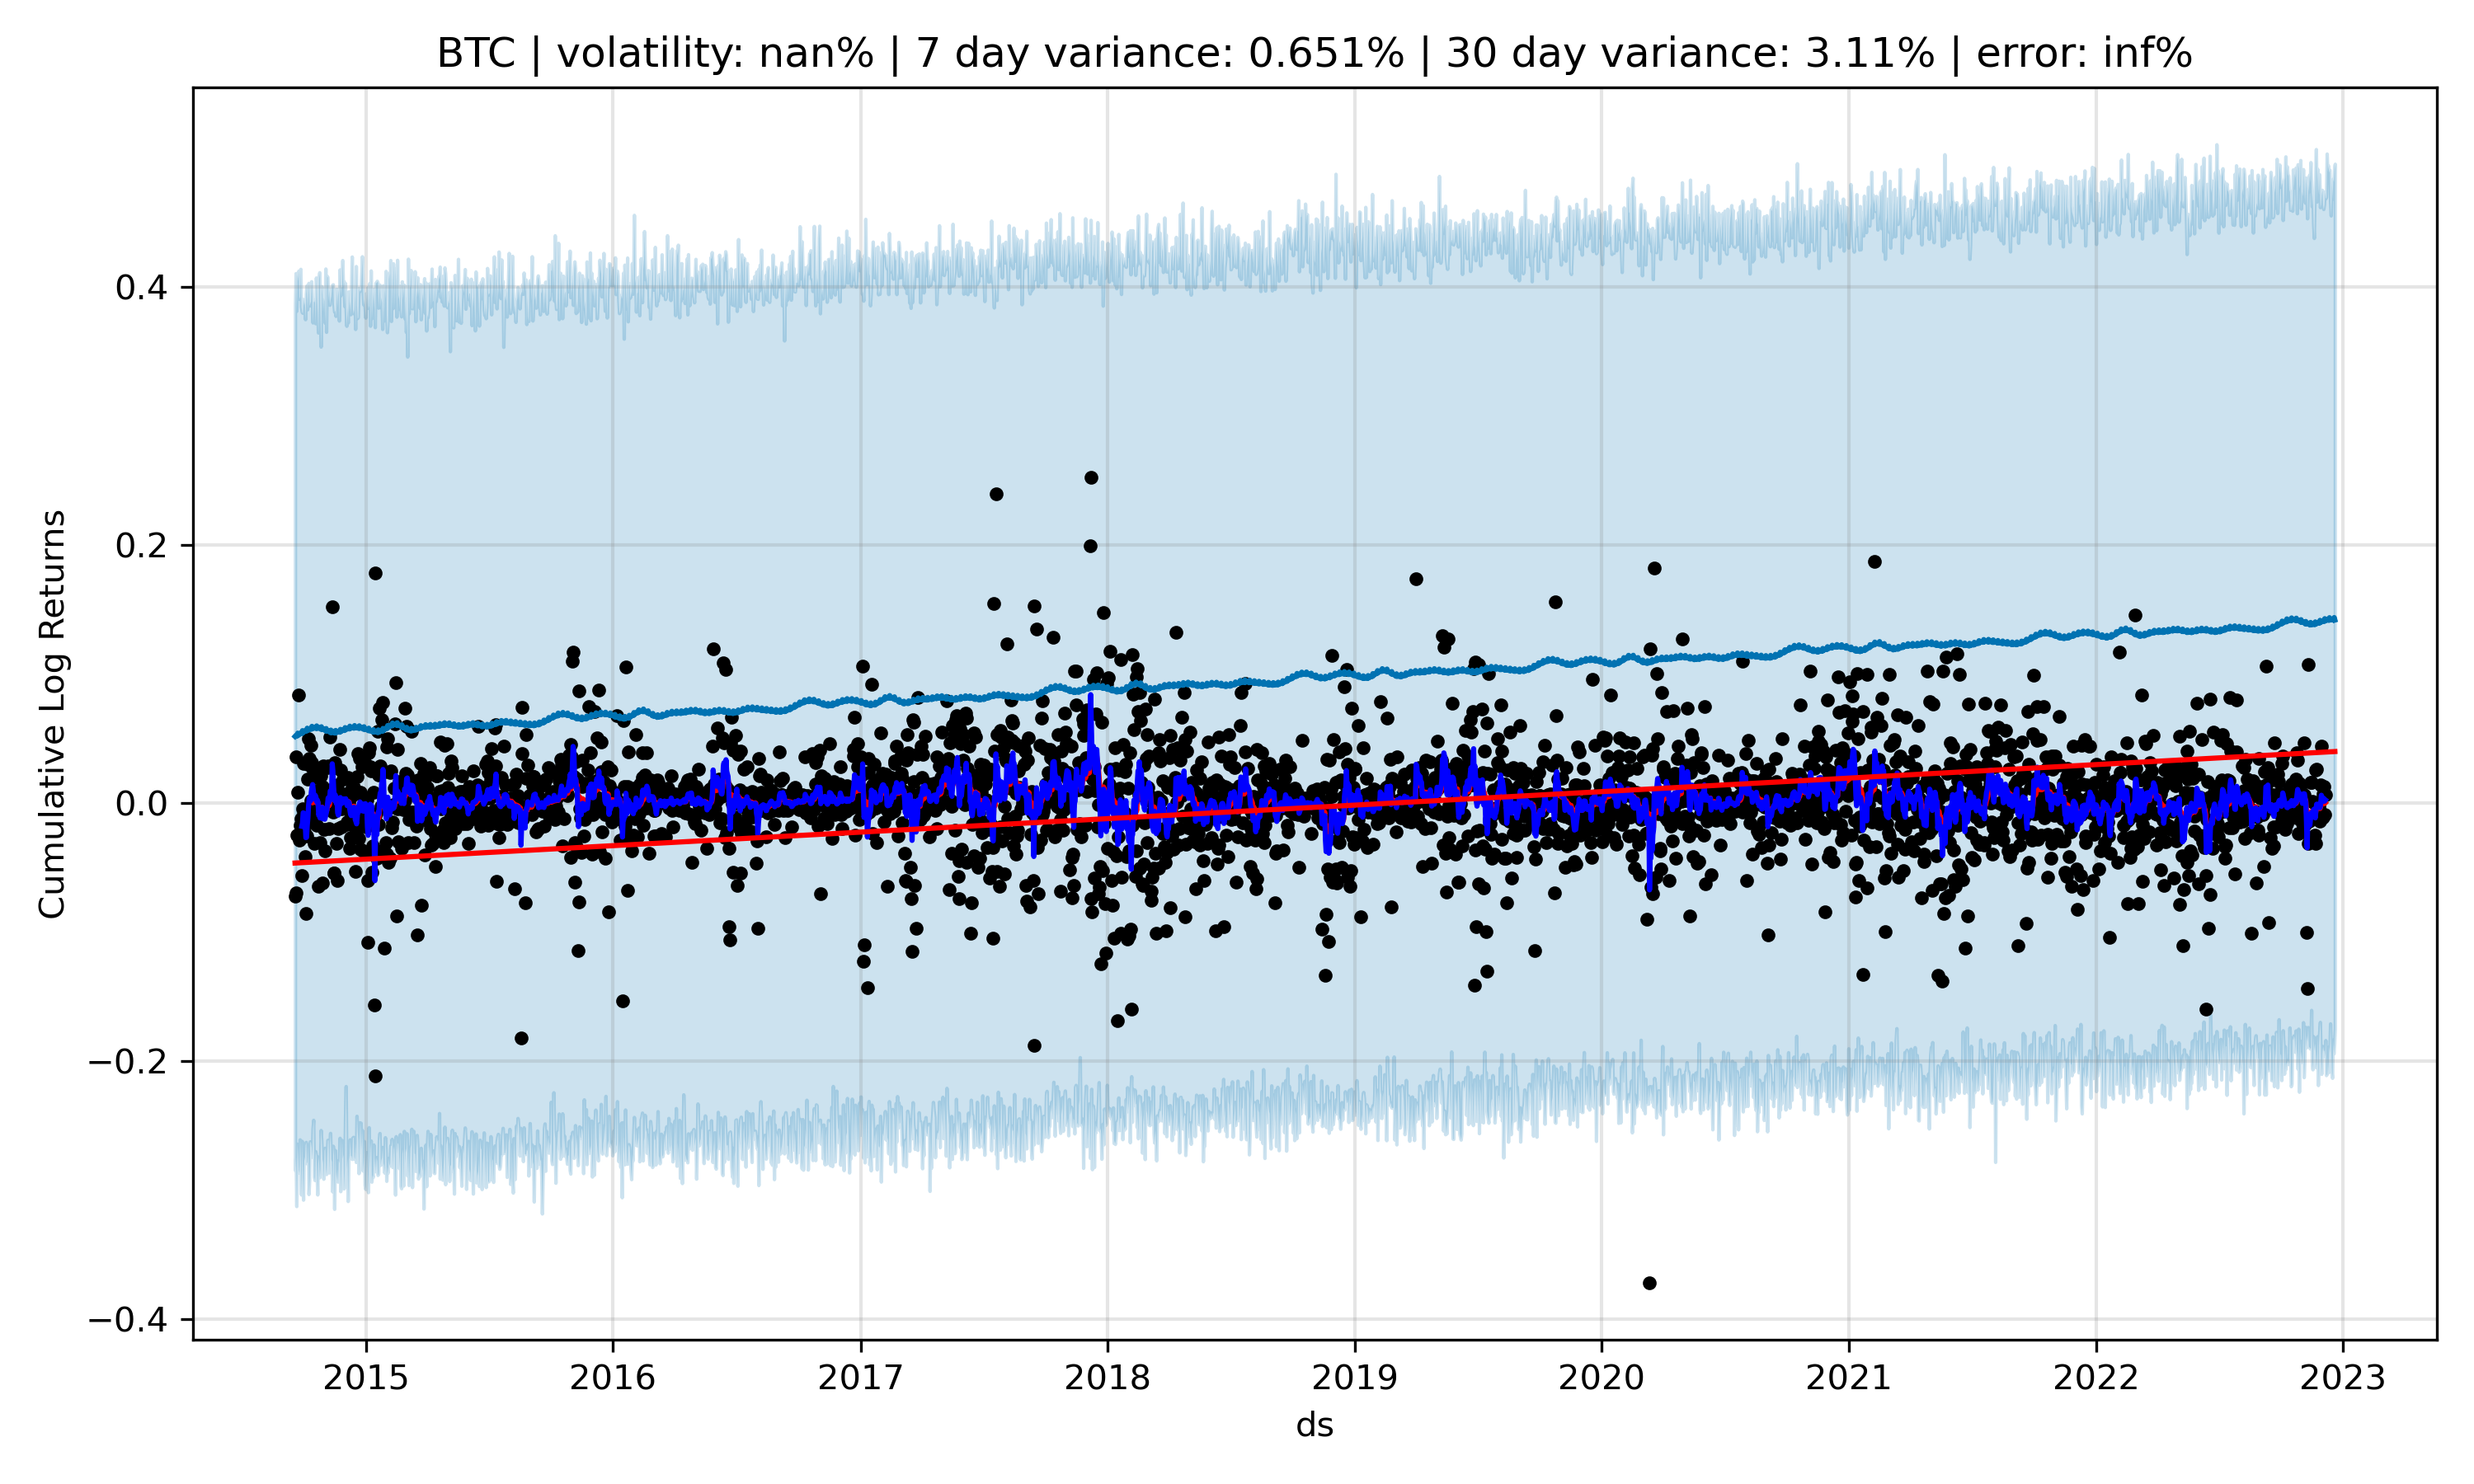 BTC | volatility: nan% | 7 day variance: 0.651% | 30 day variance: 3.11% | error: inf%
Cumulative Log Returns
0.4
0.2
0.0
−0.2
−0.4
2015 2016 2017 2018 2019 2020 2021 2022 2023
ds